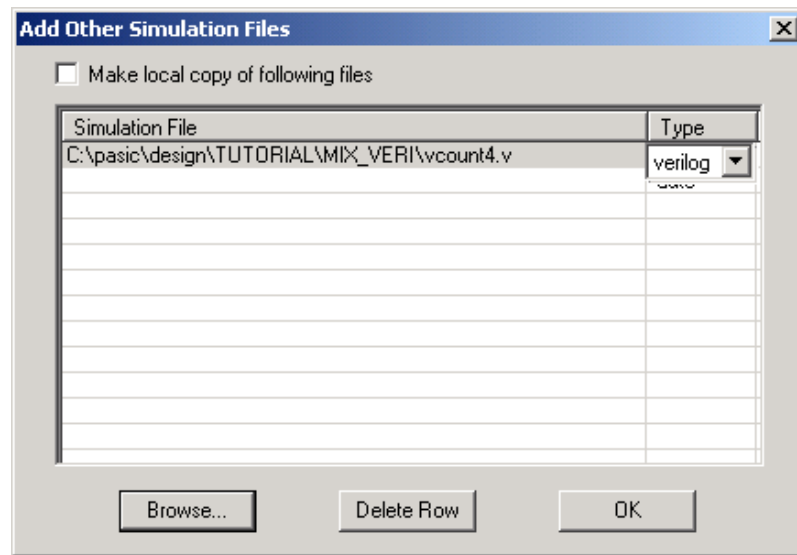 Add Other Simulation Files
Make local copy of following files
Simulation File Type
C:\pasic\design\TUTORIAL\MIX_VERI\vcount4.v verilog
Browse... Delete Row OK